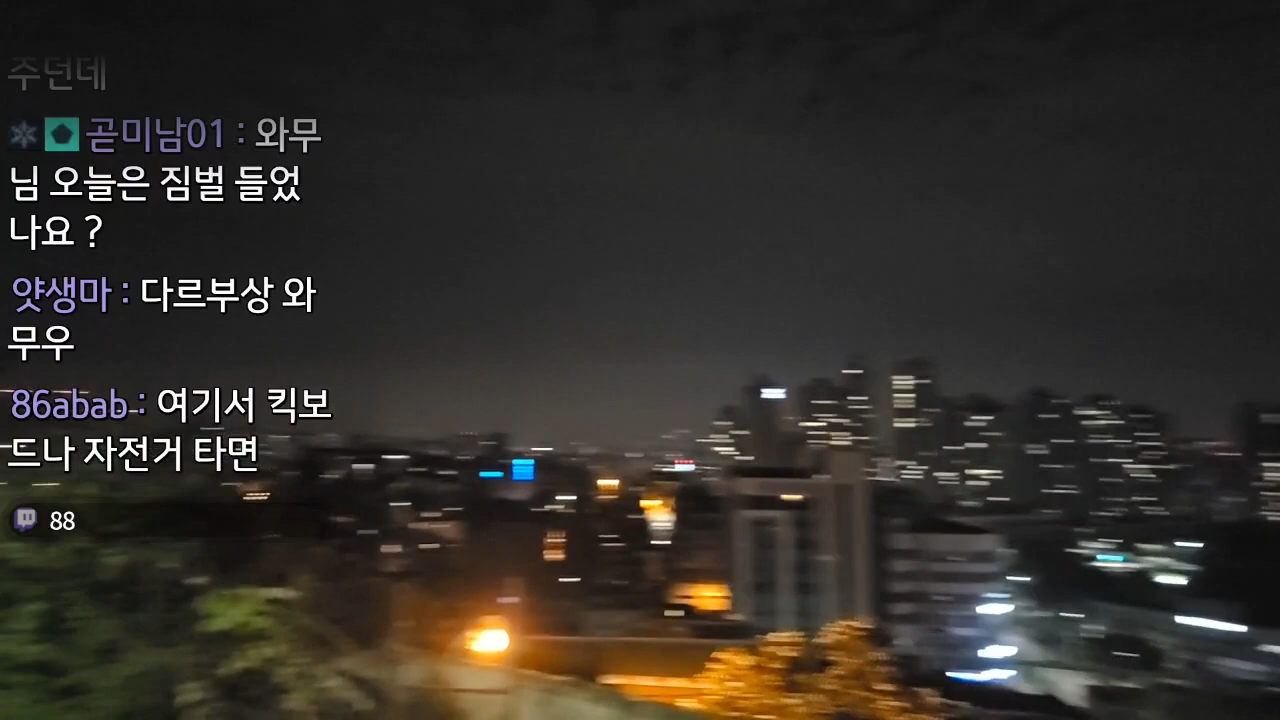 주던데
곧미남01 : 와무
님 오늘은 짐벌 들었
나요 ?
얏생마 : 다르부상 와
무우
86abab : 여기서 킥보
드나 자전거 타면
88